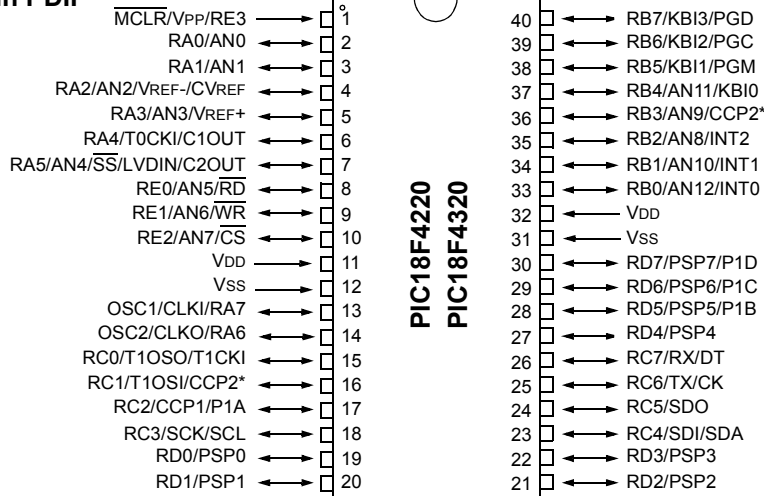 MCLR/VPP/RE3 1 40 RB7/KBI3/PGD
RA0/AN0 2 39 RB6/KBI2/PGC
RA1/AN1 3 38 RB5/KBI1/PGM
RA2/AN2/VREF-/CVREF 4 37 RB4/AN11/KBI0
RA3/AN3/VREF+ 5 36 RB3/AN9/CCP2*
RA4/T0CKI/C1OUT 6 35 RB2/AN8/INT2
RA5/AN4/SS/LVDIN/C2OUT 7 34 RB1/AN10/INT1
RE0/AN5/RD 8 33 RB0/AN12/INT0
RE1/AN6/WR 9 32 VDD
RE2/AN7/CS 10 31 VSS
VDD 11 30 RD7/PSP7/P1D
VSS 12 29 RD6/PSP6/P1C
OSC1/CLKI/RA7 13 28 RD5/PSP5/P1B
OSC2/CLKO/RA6 14 27 RD4/PSP4
RC0/T1OSO/T1CKI 15 26 RC7/RX/DT
RC1/T1OSI/CCP2* 16 25 RC6/TX/CK
RC2/CCP1/P1A 17 24 RC5/SDO
RC3/SCK/SCL 18 23 RC4/SDI/SDA
RD0/PSP0 19 22 RD3/PSP3
RD1/PSP1 20 21 RD2/PSP2
PIC18F4220
PIC18F4320